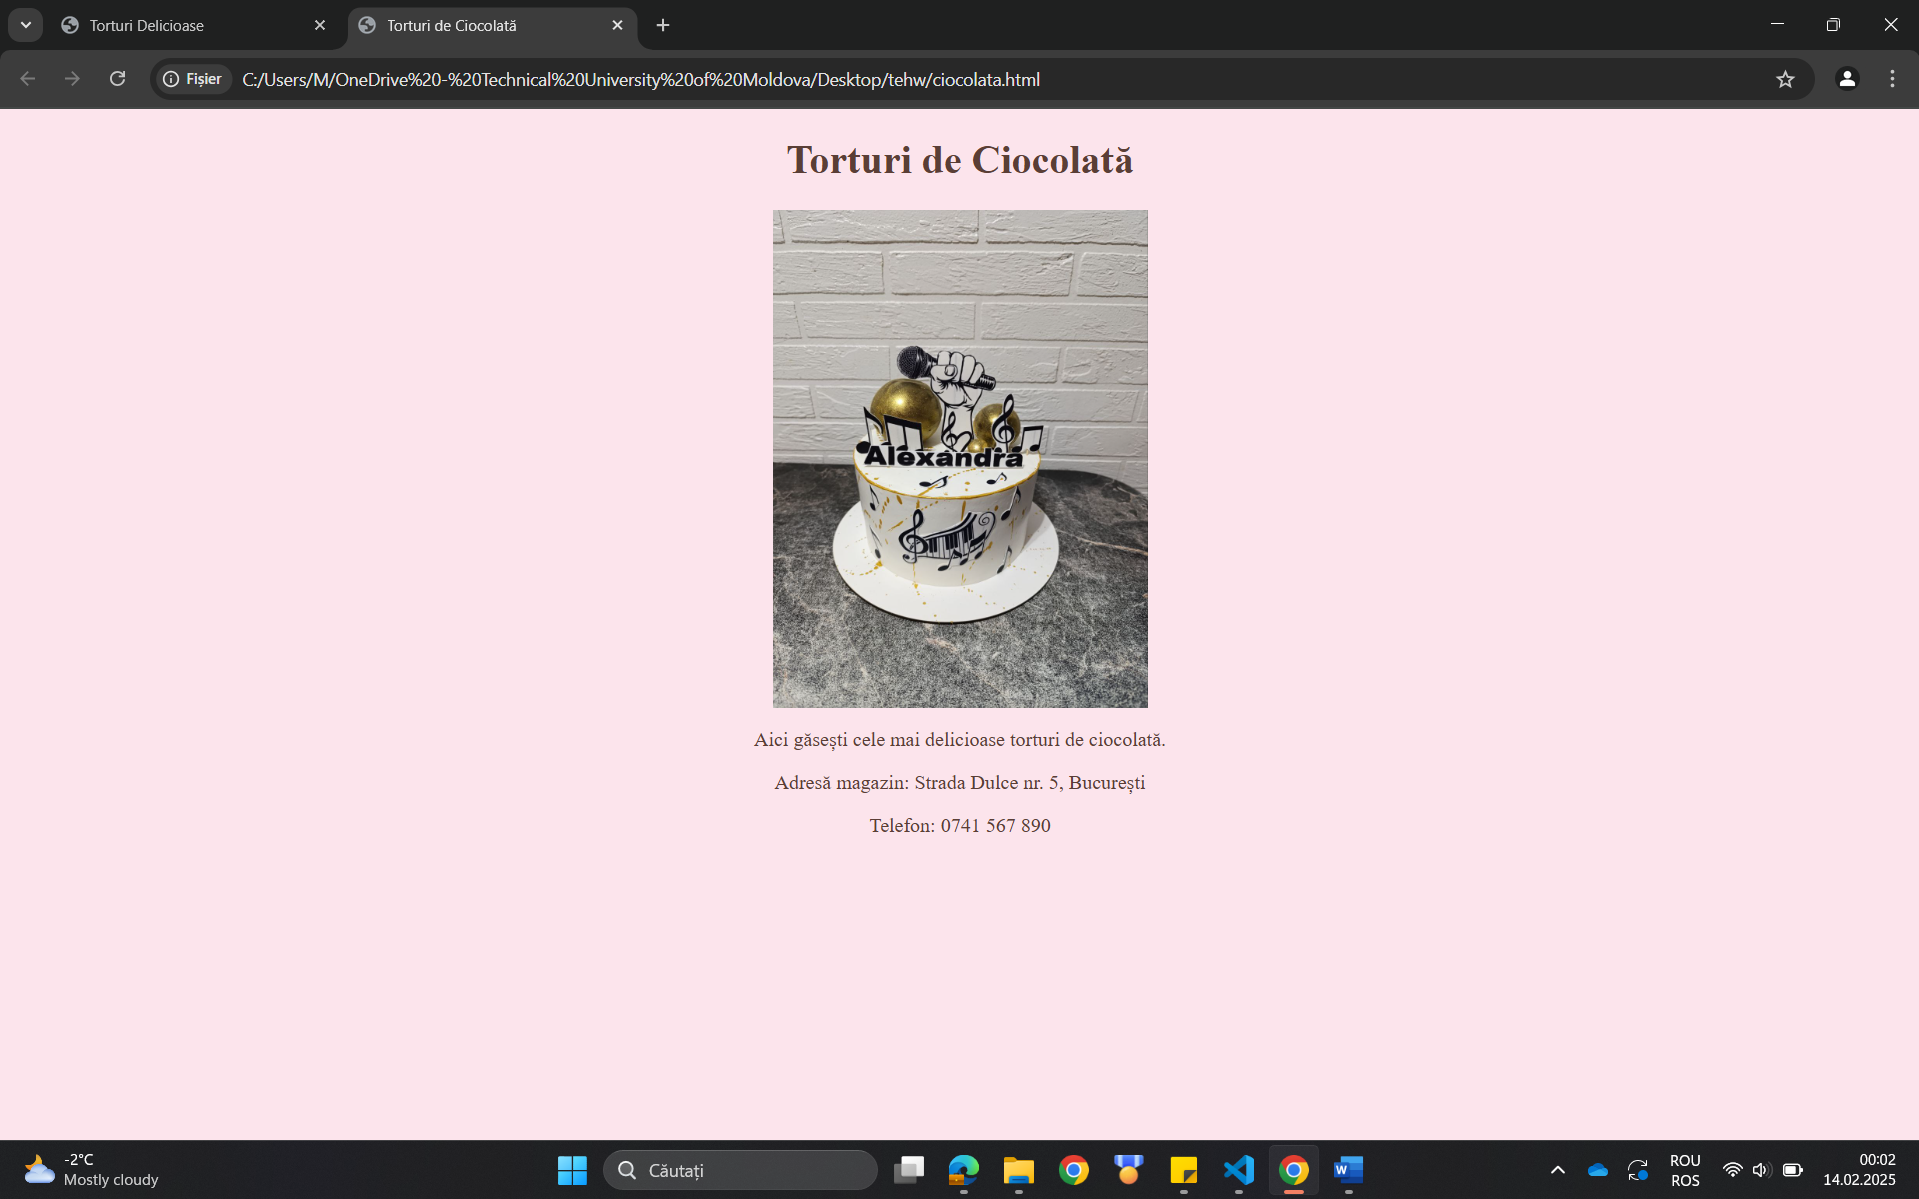 Torturi Delicioase
Torturi de Ciocolată
Fișier
C:/Users/M/OneDrive%20-%20Technical%20University%20of%20Moldova/Desktop/tehw/ciocolata.html
Torturi de Ciocolată
Alexandra
Aici găsești cele mai delicioase torturi de ciocolată.
Adresă magazin: Strada Dulce nr. 5, București
Telefon: 0741 567 890
-2°C
Mostly cloudy
Căutați
W
ROU
ROS
00:02
14.02.2025